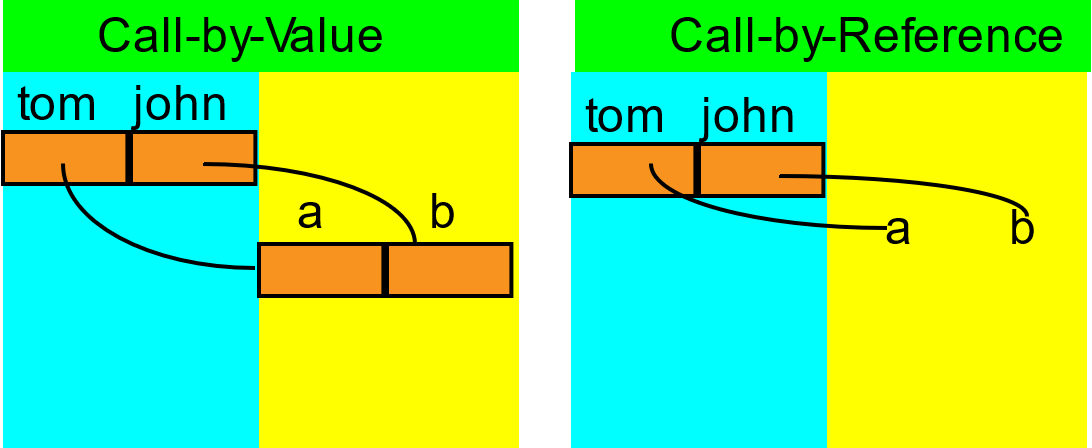 Call-by-Value
Call-by-Reference
tom john
a b
tom john
a b